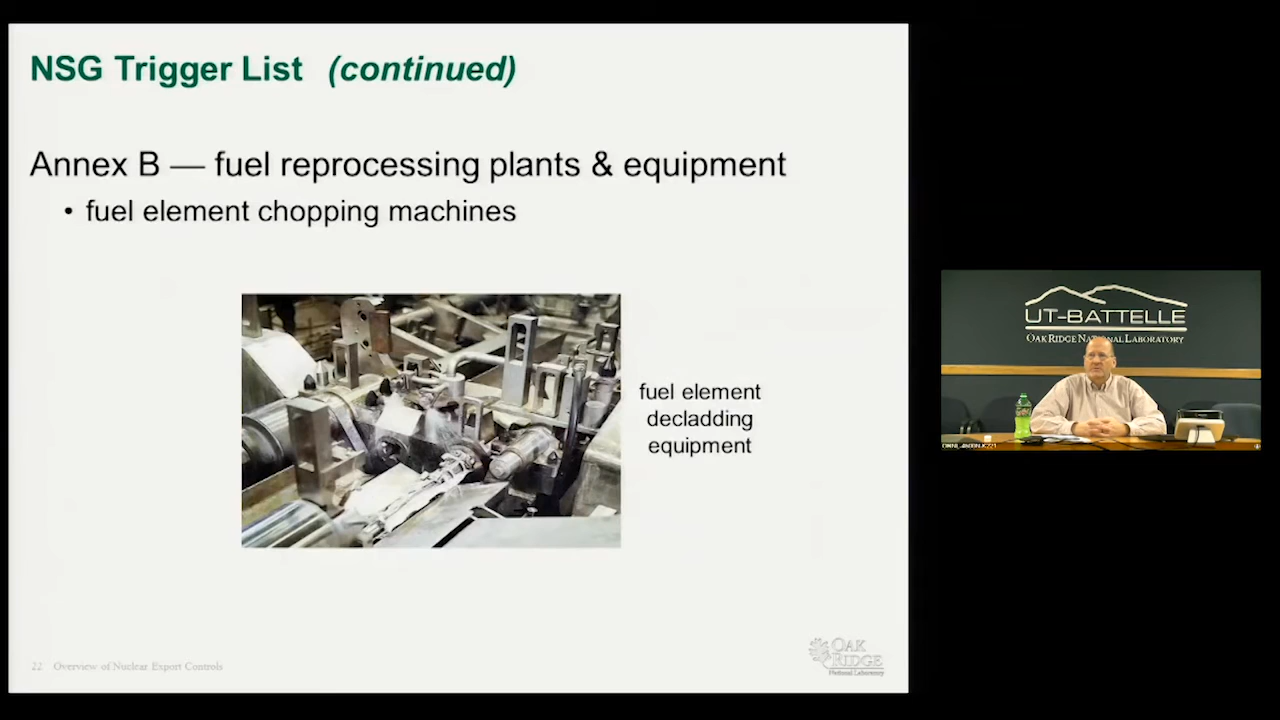 NSG Trigger List (continued)
Annex B — fuel reprocessing plants & equipment
• fuel element chopping machines
fuel element
decladding
equipment
22 Overview of Nuclear Export Controls
OAK
RIDGE
National Laboratory
UT-BATTELLE
OAK RIDGE NATIONAL LABORATORY